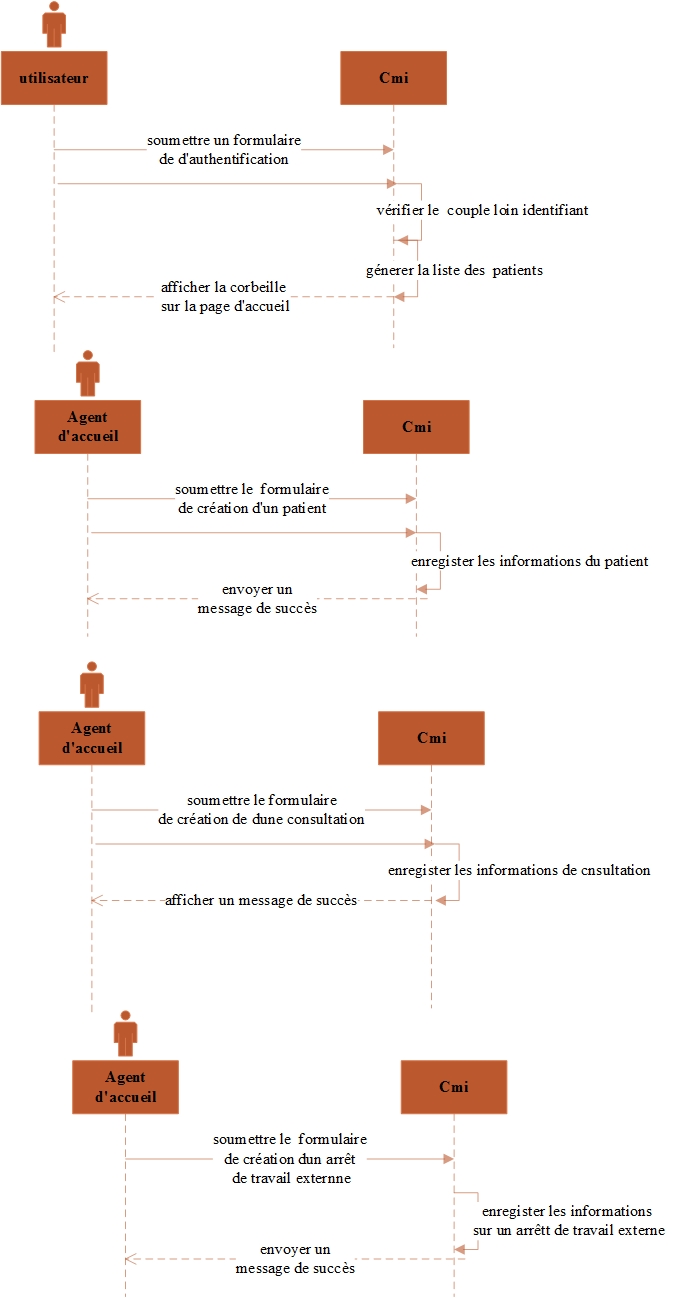 utilisateur
Cmi
soumettre un formulaire
de d'authentification
vérifier le couple loin identifiant
génerer la liste des patients
afficher la corbeille
sur la page d'accueil
Agent
d'accueil
Cmi
soumettre le formulaire
de création d'un patient
enregister les informations du patient
envoyer un
message de succès
Agent
d'accueil
Cmi
soumettre le formulaire
de création de dune consultation
enregister les informations de cnsultation
afficher un message de succès
Agent
d'accueil
Cmi
soumettre le formulaire
de création dun arrêt
de travail externne
enregister les informations
sur un arrêtt de travail externe
envoyer un
message de succès